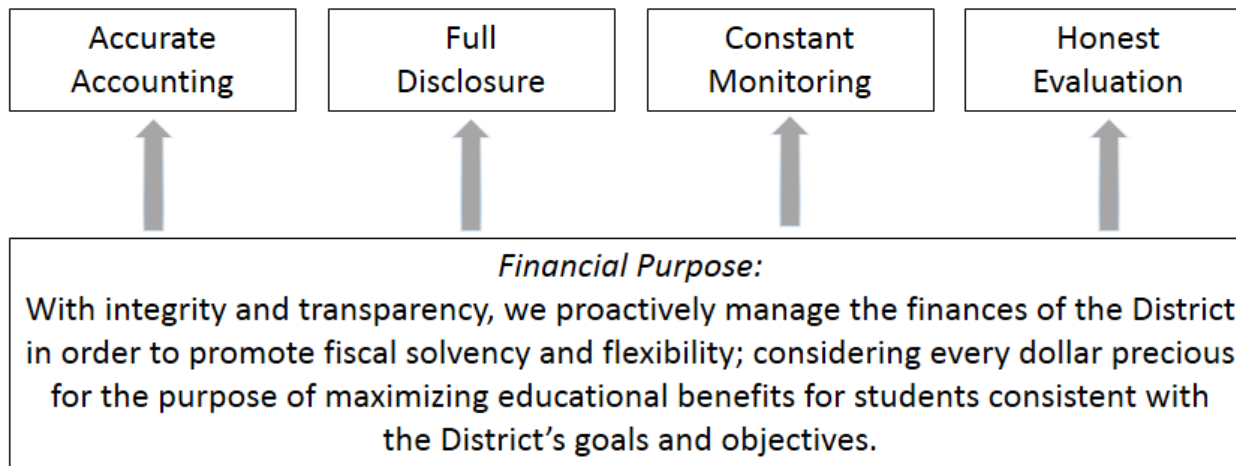 Accurate
Accounting
Full
Disclosure
Constant
Monitoring
Honest
Evaluation
Financial Purpose:
With integrity and transparency, we proactively manage the finances of the District
in order to promote fiscal solvency and flexibility; considering every dollar precious
for the purpose of maximizing educational benefits for students consistent with
the District’s goals and objectives.